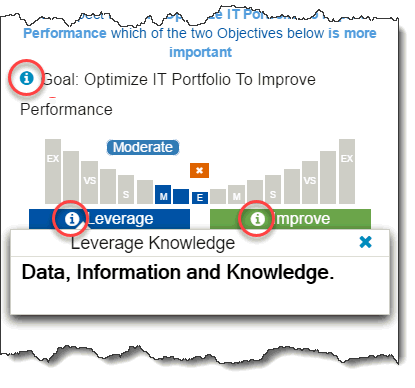 Performance which of the two Objectives below is more
important
Goal: Optimize IT Portfolio To Improve
Performance
Moderate
EX VS S M E M S VS EX
Leverage Improve
Leverage Knowledge
Data, Information and Knowledge.